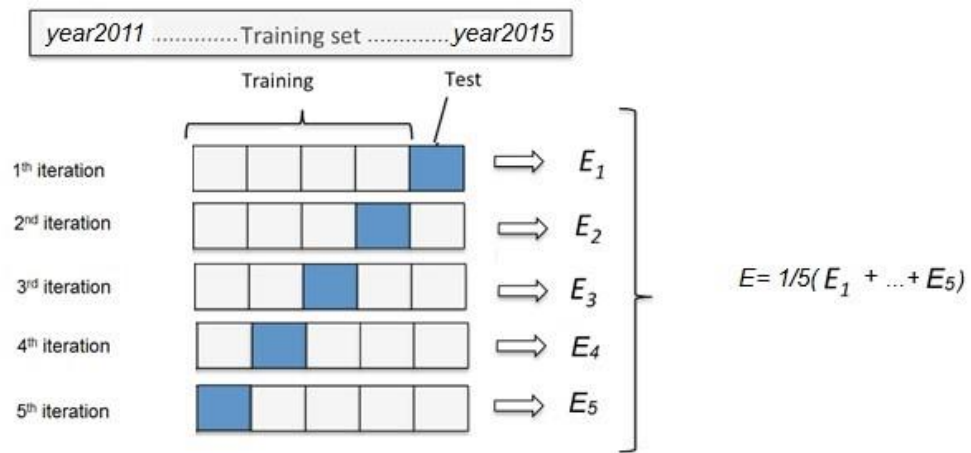 year2011 ............. Training set ............ year2015
Training
Test
1th iteration
E1
2nd iteration
E2
3rd iteration
E3
4th iteration
E4
5th iteration
E5
E= 1/5( E1 + ...+ E5)